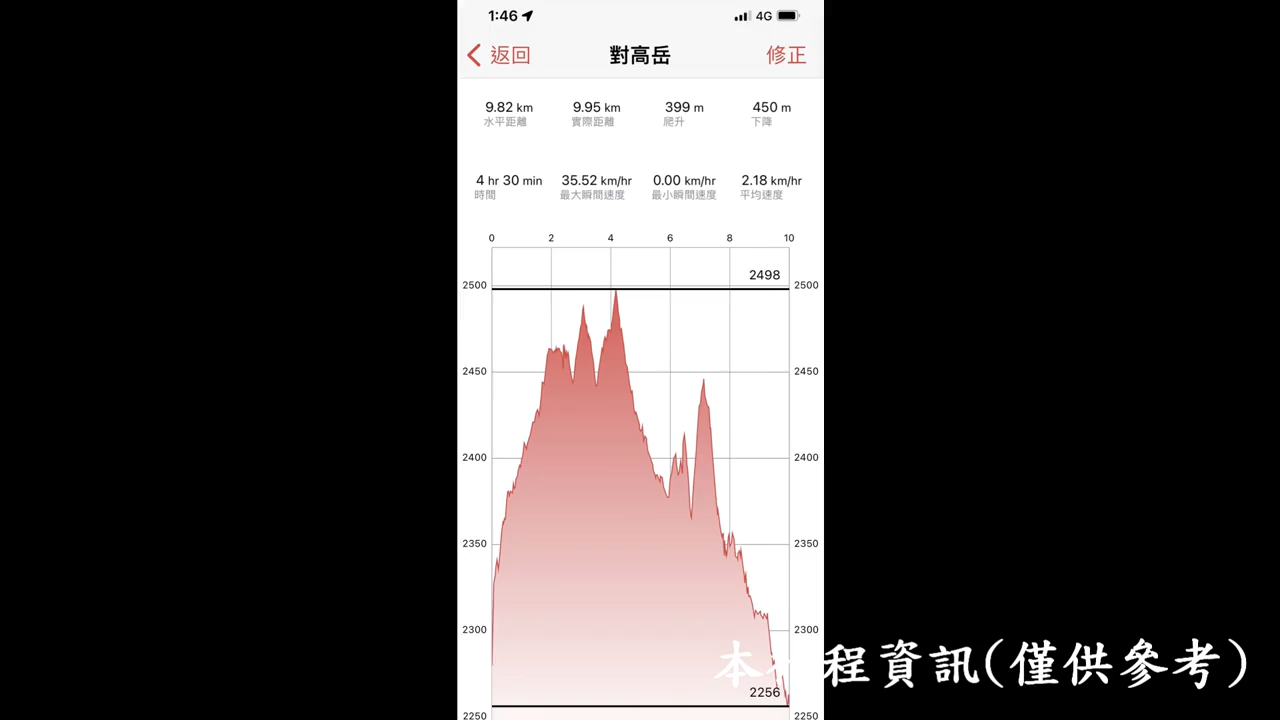 1:46 4G
返回 對高岳 修正
9.82 km 9.95 km 399 m 450 m
水平距離 實際距離 爬升 下降
4 hr 30 min 35.52 km/hr 0.00 km/hr 2.18 km/hr
時間 最大瞬間速度 最小瞬間速度 平均速度
0 2 4 6 8 10
2498
2500 2500
2450 2450
2400 2400
2350 2350
2300 2300
本 程資訊(僅供參考)
2256
2250 2250